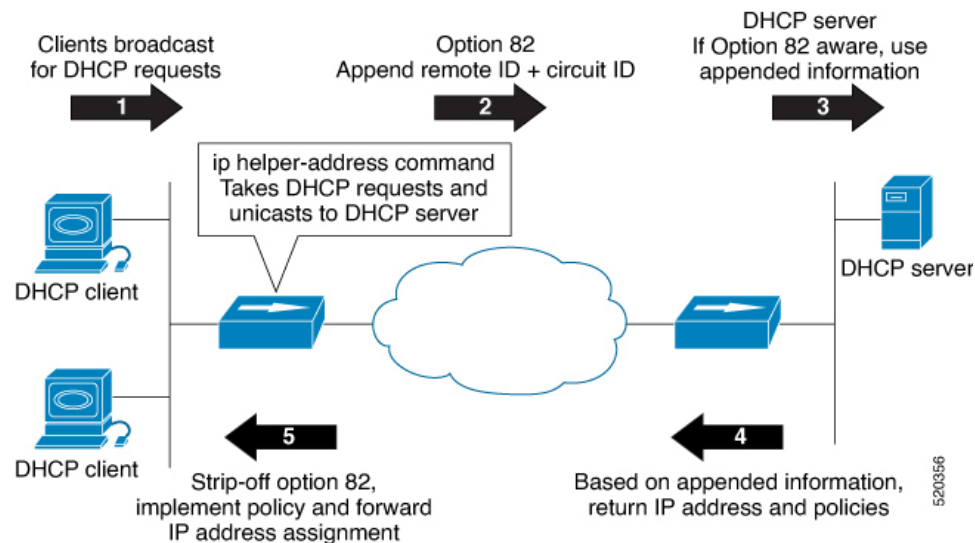 Clients broadcast
for DHCP requests
1
Option 82
Append remote ID + circuit ID
2
DHCP server
If Option 82 aware, use
appended information
3
ip helper-address command
Takes DHCP requests and
unicasts to DHCP server
DHCP client
DHCP server
DHCP client
5
Strip-off option 82,
implement policy and forward
IP address assignment
4
Based on appended information,
return IP address and policies
520356